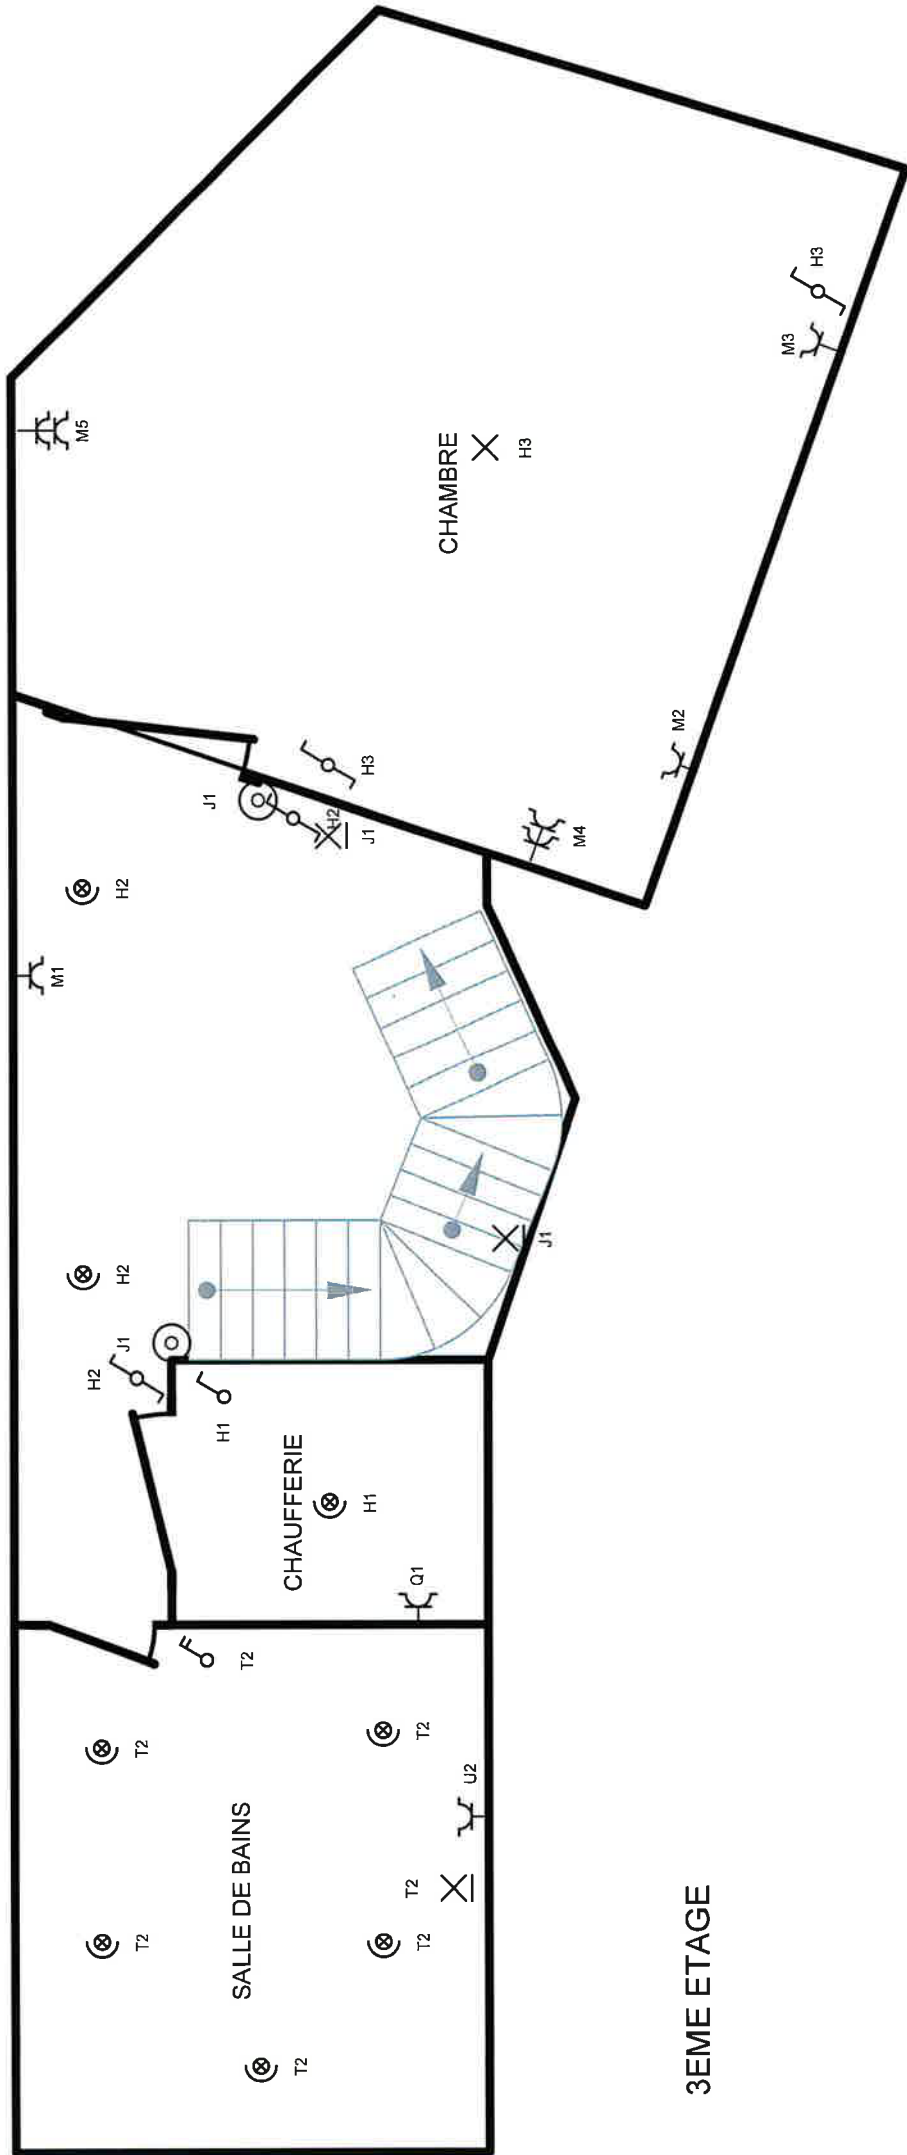 3EME ETAGE
SALLE DE BAINS
T2
T2
T2
T2
T2
T2
U2
T2
CHAUFFERIE
H1
H1
Q1
H2
J1
H2
J1
M1
H2
J1
H2
J1
H3
M5
CHAMBRE
H3
M4
M2
M3
H3